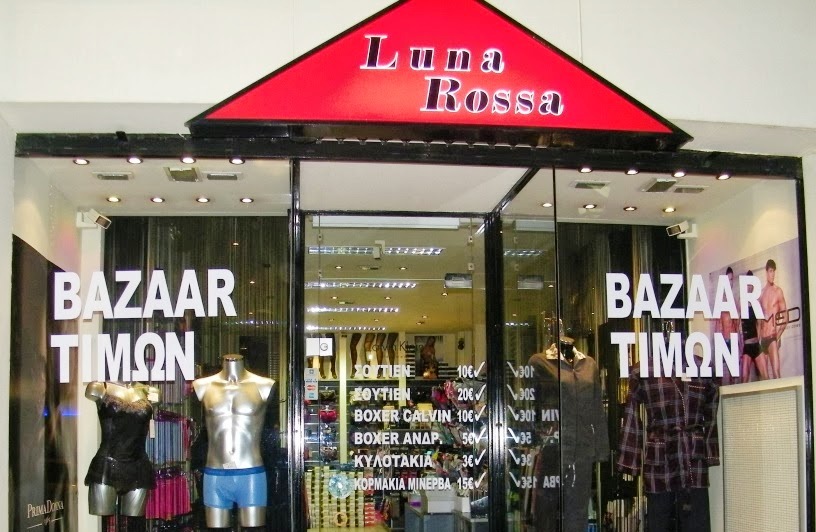 Luna
Rossa
BAZAAR
ΤΙΜΩΝ
BAZAAR
ΤΙΜΩΝ
ΣΟΥΤΙΕΝ 10€✓
ΣΟΥΤΙΕΝ 20€✓
BOXER CALVIN 10€✓
BOXER ΑΝΔΡ. 5€✓
ΚΥΛΟΤΑΚΙΑ 3€✓
ΚΟΡΜΑΚΙΑ ΜΙΝΕΡΒΑ 15€✓
PRIMADONNA